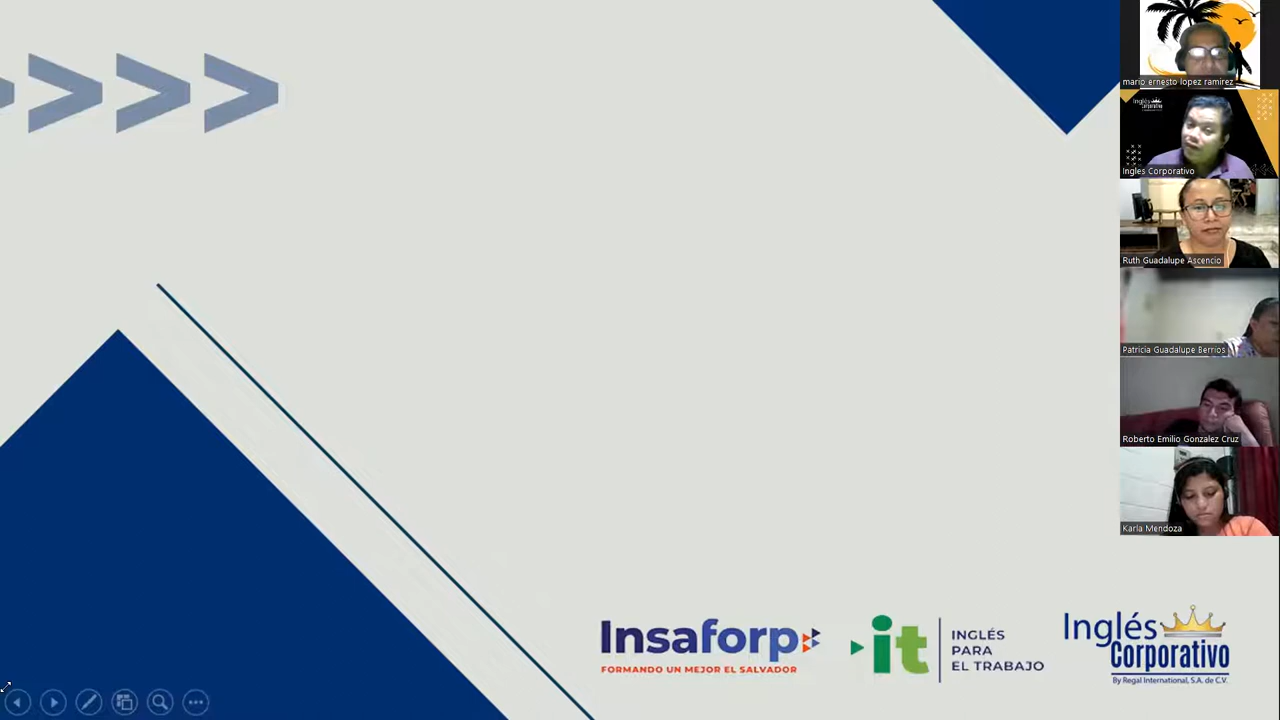 mario ernesto lopez ramirez
Ingles Corporativo
Ruth Guadalupe Ascencio
Patricia Guadalupe Berrios
Roberto Emilio Gonzalez Cruz
Karla Mendoza
Insaforp
FORMANDO UN MEJOR EL SALVADOR
it
INGLÉS
PARA
EL TRABAJO
Inglés
Corporativo
By Regal International, S.A. de C.V.